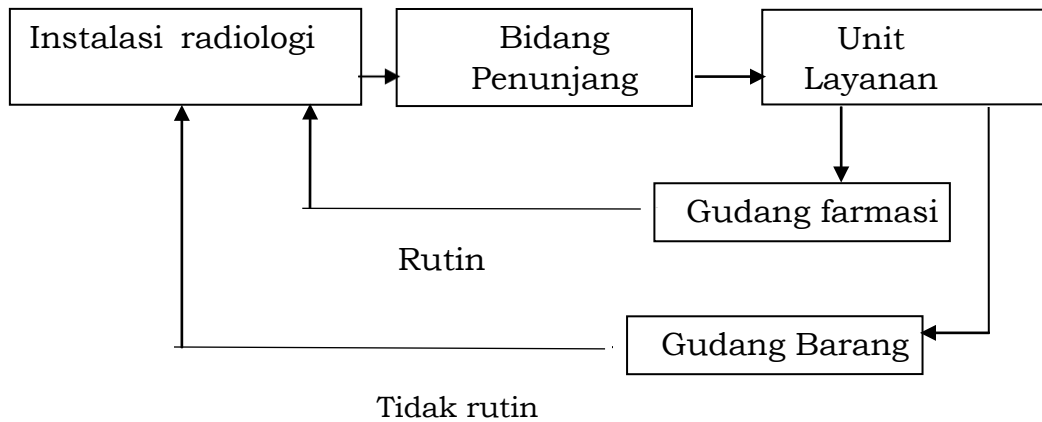 Instalasi radiologi
Bidang
Penunjang
Unit
Layanan
Gudang farmasi
Rutin
Gudang Barang
Tidak rutin